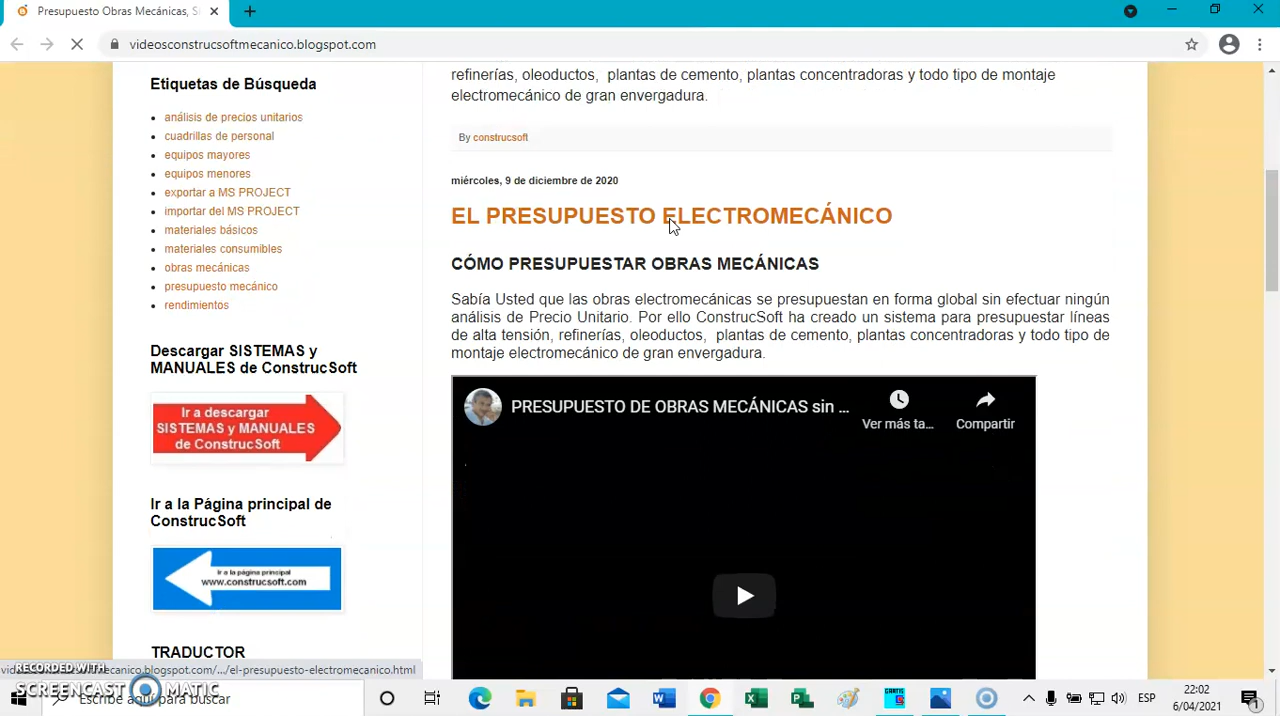 Presupuesto Obras Mecánicas, S
videosconstrucsoftmecanico.blogspot.com
Etiquetas de Búsqueda
análisis de precios unitarios
cuadrillas de personal
equipos mayores
equipos menores
exportar a MS PROJECT
importar del MS PROJECT
materiales básicos
materiales consumibles
obras mecánicas
presupuesto mecánico
rendimientos
Descargar SISTEMAS y
MANUALES de ConstrucSoft
Ir a descargar
SISTEMAS y MANUALES
de ConstrucSoft
Ir a la Página principal de
ConstrucSoft
ir a la página principal
www.construcsoft.com
TRADUCTOR
refinerías, oleoductos, plantas de cemento, plantas concentradoras y todo tipo de montaje
electromecánico de gran envergadura.
By construcsoft
miércoles, 9 de diciembre de 2020
EL PRESUPUESTO ELECTROMECÁNICO
CÓMO PRESUPUESTAR OBRAS MECÁNICAS
Sabía Usted que las obras electromecánicas se presupuestan en forma global sin efectuar ningún
análisis de Precio Unitario. Por ello ConstrucSoft ha creado un sistema para presupuestar líneas
de alta tensión, refinerías, oleoductos, plantas de cemento, plantas concentradoras y todo tipo de
montaje electromecánico de gran envergadura.
PRESUPUESTO DE OBRAS MECÁNICAS sin ...
Ver más ta...
Compartir
RECORDED WITH
SCREENCAST MATIC
mecanico.blogspot.com/.../el-presupuesto-electromecanico.html
Escribe aquí para buscar
ESP
22:02
6/04/2021